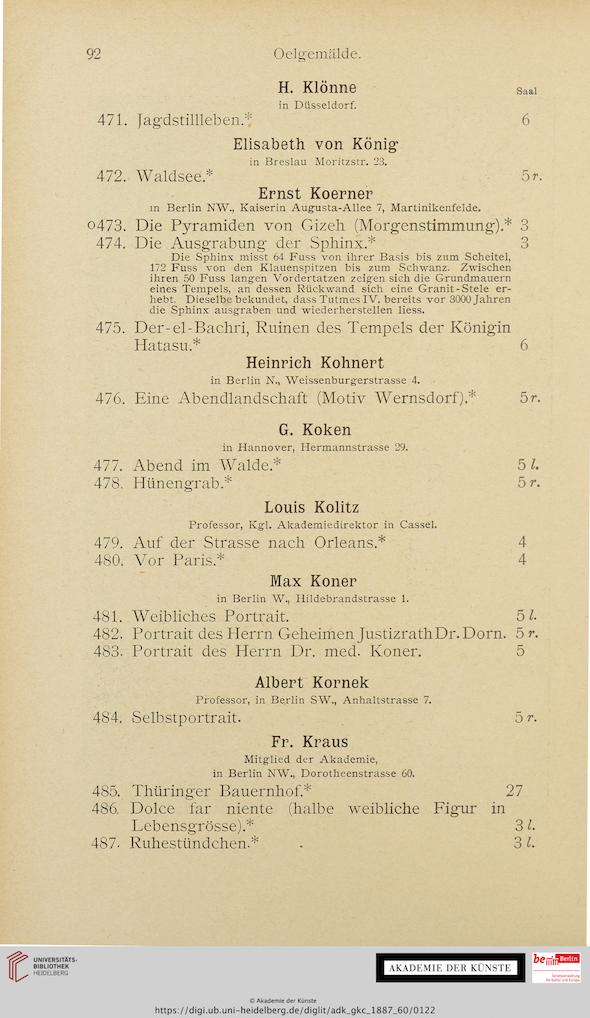 92
Oelgemälde.
H. Klönne
Saal
in Düsseldorf.
471. Jagdstillleben.* 6
Elisabeth von König
in Breslau Moritzstr. 23.
472. Waldsee.* 5 r.
Ernst Koerner
in Berlin NW., Kaiserin Augusta-Allee 7, Martinikenfelde.
o473. Die Pyramiden von Gizeh (Morgenstimmung).* 3
474. Die Ausgrabung der Sphinx.* 3
Die Sphinx misst 64 Fuss von ihrer Basis bis zum Scheitel,
172 Fuss von den Klauenspitzen bis zum Schwanz. Zwischen
ihren 50 Fuss langen Vordertatzen zeigen sich die Grundmauern
eines Tempels, an dessen Rückwand sich eine Granit-Stele er-
hebt. Dieselbe bekundet, dass Tutmes IV. bereits vor 3000 Jahren
die Sphinx ausgraben und wiederherstellen liess.
475. Der-el-Bachri, Ruinen des Tempels der Königin
Hatasu.* 6
Heinrich Kohnert
in Berlin N., Weissenburgerstrasse 4.
476. Eine Abendlandschaft (Motiv Wernsdorf).* 5 r.
G. Koken
in Hannover, Hermannstrasse 29.
477. Abend im Walde.* 5 l.
478. Hünengrab.* 5 r.
Louis Kolitz
Professor, Kgl. Akademiedirektor in Cassel.
479. Auf der Strasse nach Orleans.* 4
480. Vor Paris.* 4
Max Koner
in Berlin W., Hildebrandstrasse 1.
481. Weibliches Portrait. 5 l.
482. Portrait des Herrn Geheimen Justizrath Dr. Dorn. 5 r.
483. Portrait des Herrn Dr. med. Koner. 5
Albert Kornek
Professor, in Berlin SW., Anhaltstrasse 7.
484. Selbstportrait. 5 r.
Fr. Kraus
Mitglied der Akademie,
in Berlin NW., Dorotheenstrasse 60.
485. Thüringer Bauernhof.* 27
486. Dolce far niente (halbe weibliche Figur in
Lebensgrösse).* 3 l.
487. Ruhestündchen.* 3 l.
UNIVERSITÄTS-
BIBLIOTHEK
HEIDELBERG
AKADEMIE DER KÜNSTE
be Berlin
© Akademie der Künste
https://digi.ub.uni-heidelberg.de/diglit/adk_gkc_1887_60/0122